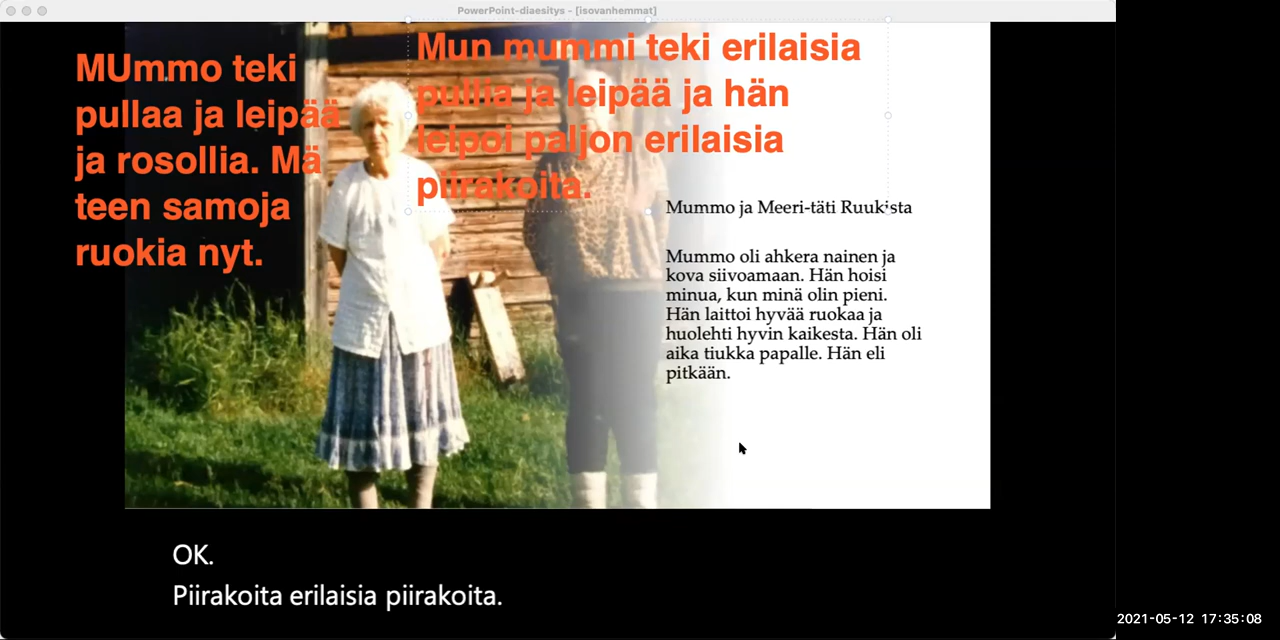 PowerPoint-diaesitys - [isovanhemmat]
MUmmo teki
pullaa ja leipää
ja rosollia. Mä
teen samoja
ruokia nyt.
Mun mummi teki erilaisia
pullia ja leipää ja hän
leipoi paljon erilaisia
piirakoita.
Mummo ja Meeri-täti Ruukista
Mummo oli ahkera nainen ja
kova siivoamaan. Hän hoisi
minua, kun minä olin pieni.
Hän laittoi hyvää ruokaa ja
huolehti hyvin kaikesta. Hän oli
aika tiukka papalle. Hän eli
pitkään.
OK.
Piirakoita erilaisia piirakoita.
2021-05-12 17:35:08